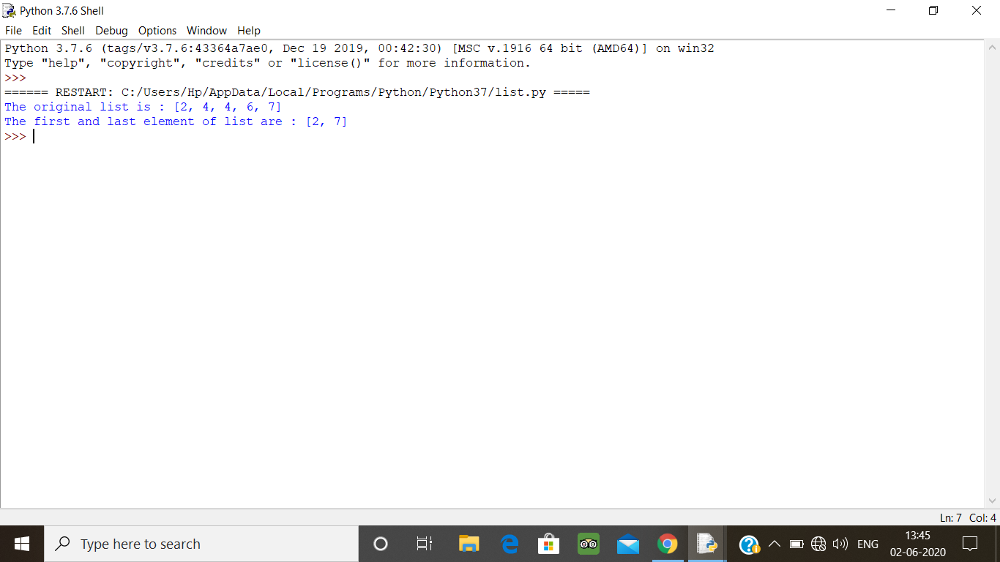 Python 3.7.6 Shell
File Edit Shell Debug Options Window Help
Python 3.7.6 (tags/v3.7.6:43364a7ae0, Dec 19 2019, 00:42:30) [MSC v.1916 64 bit (AMD64)] on win32
Type "help", "copyright", "credits" or "license()" for more information.
>>>
====== RESTART: C:/Users/Hp/AppData/Local/Programs/Python/Python37/list.py =====
The original list is : [2, 4, 4, 6, 7]
The first and last element of list are : [2, 7]
>>>
Ln: 7 Col: 4
Type here to search
ENG
13:45
02-06-2020